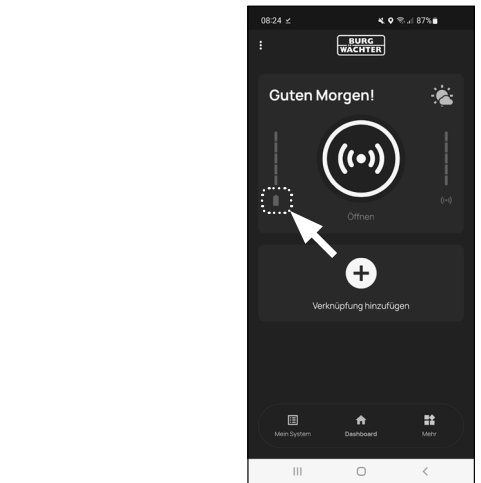 08:24
87%
BURG
WÄCHTER
Guten Morgen!
Öffnen
Verknüpfung hinzufügen
Mein System
Dashboard
Mehr